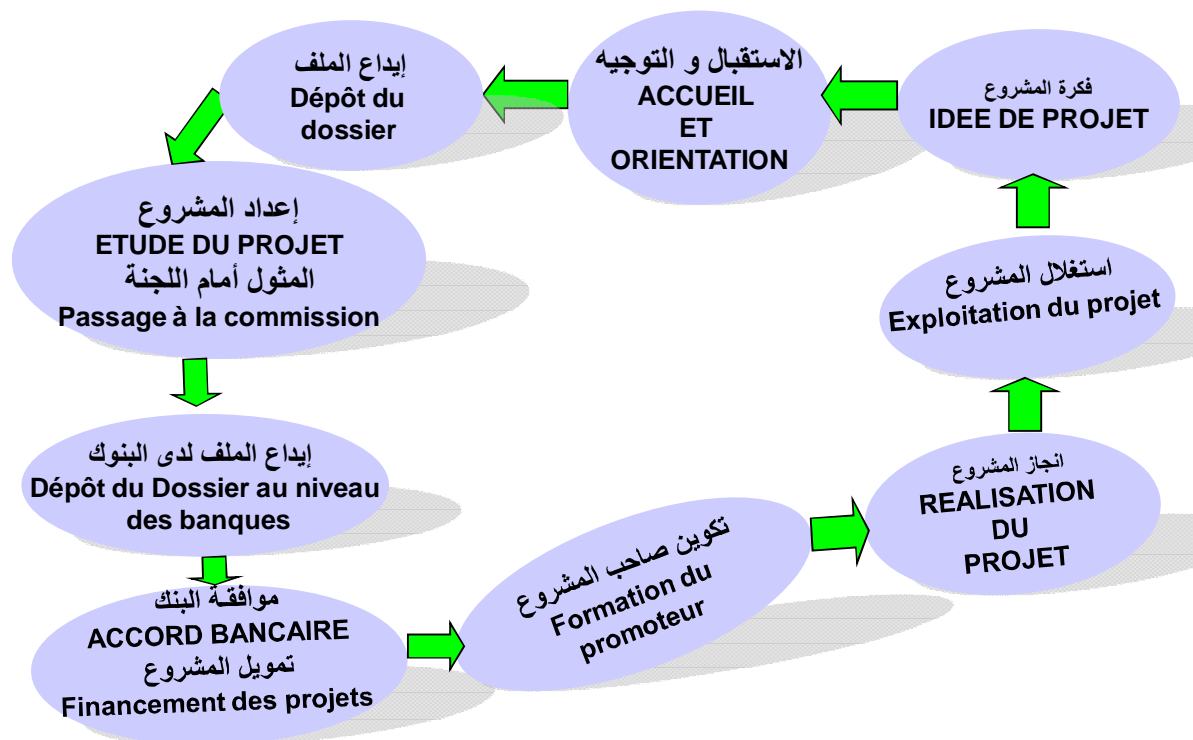 فكرة المشروع
IDEE DE PROJET
الاستقبال و التوجيه
ACCUEIL
ET
ORIENTATION
إيداع الملف
Dépôt du
dossier
إعداد المشروع
ETUDE DU PROJET
المثول أمام اللجنة
Passage à la commission
إيداع الملف لدى البنوك
Dépôt du Dossier au niveau
des banques
موافقة البنك
ACCORD BANCAIRE
تمويل المشروع
Financement des projets
تكوين صاحب المشروع
Formation du
promoteur
انجاز المشروع
REALISATION
DU
PROJET
استغلال المشروع
Exploitation du projet